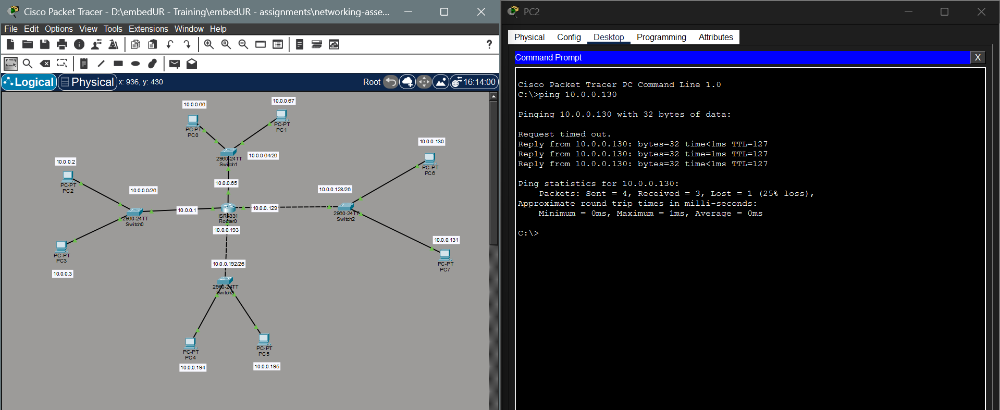 Cisco Packet Tracer - D:\embedUR - Training\embedUR - assignments\networking-asse...
File Edit Options View Tools Extensions Window Help
?
Logical Physical x: 936, y: 430 Root 16:14:00
10.0.0.66
10.0.0.67
PC-PT
PC0
PC-PT
PC1
10.0.0.64/26
2960-24TT
Switch1
10.0.0.130
PC-PT
PC6
10.0.0.2
PC-PT
PC2
10.0.0.0/26
10.0.0.65
10.0.0.128/26
10.0.0.1
10.0.0.129
2960-24TT
Switch0
ISR4331
Router0
2960-24TT
Switch2
10.0.0.193
10.0.0.131
PC-PT
PC3
10.0.0.3
PC-PT
PC7
10.0.0.192/26
2960-24TT
Switch3
PC-PT
PC4
10.0.0.194
PC-PT
PC5
10.0.0.195
PC2
Physical Config Desktop Programming Attributes
Command Prompt X
Cisco Packet Tracer PC Command Line 1.0
C:\>ping 10.0.0.130
Pinging 10.0.0.130 with 32 bytes of data:
Request timed out.
Reply from 10.0.0.130: bytes=32 time<1ms TTL=127
Reply from 10.0.0.130: bytes=32 time=1ms TTL=127
Reply from 10.0.0.130: bytes=32 time<1ms TTL=127
Ping statistics for 10.0.0.130:
Packets: Sent = 4, Received = 3, Lost = 1 (25% loss),
Approximate round trip times in milli-seconds:
Minimum = 0ms, Maximum = 1ms, Average = 0ms
C:\>